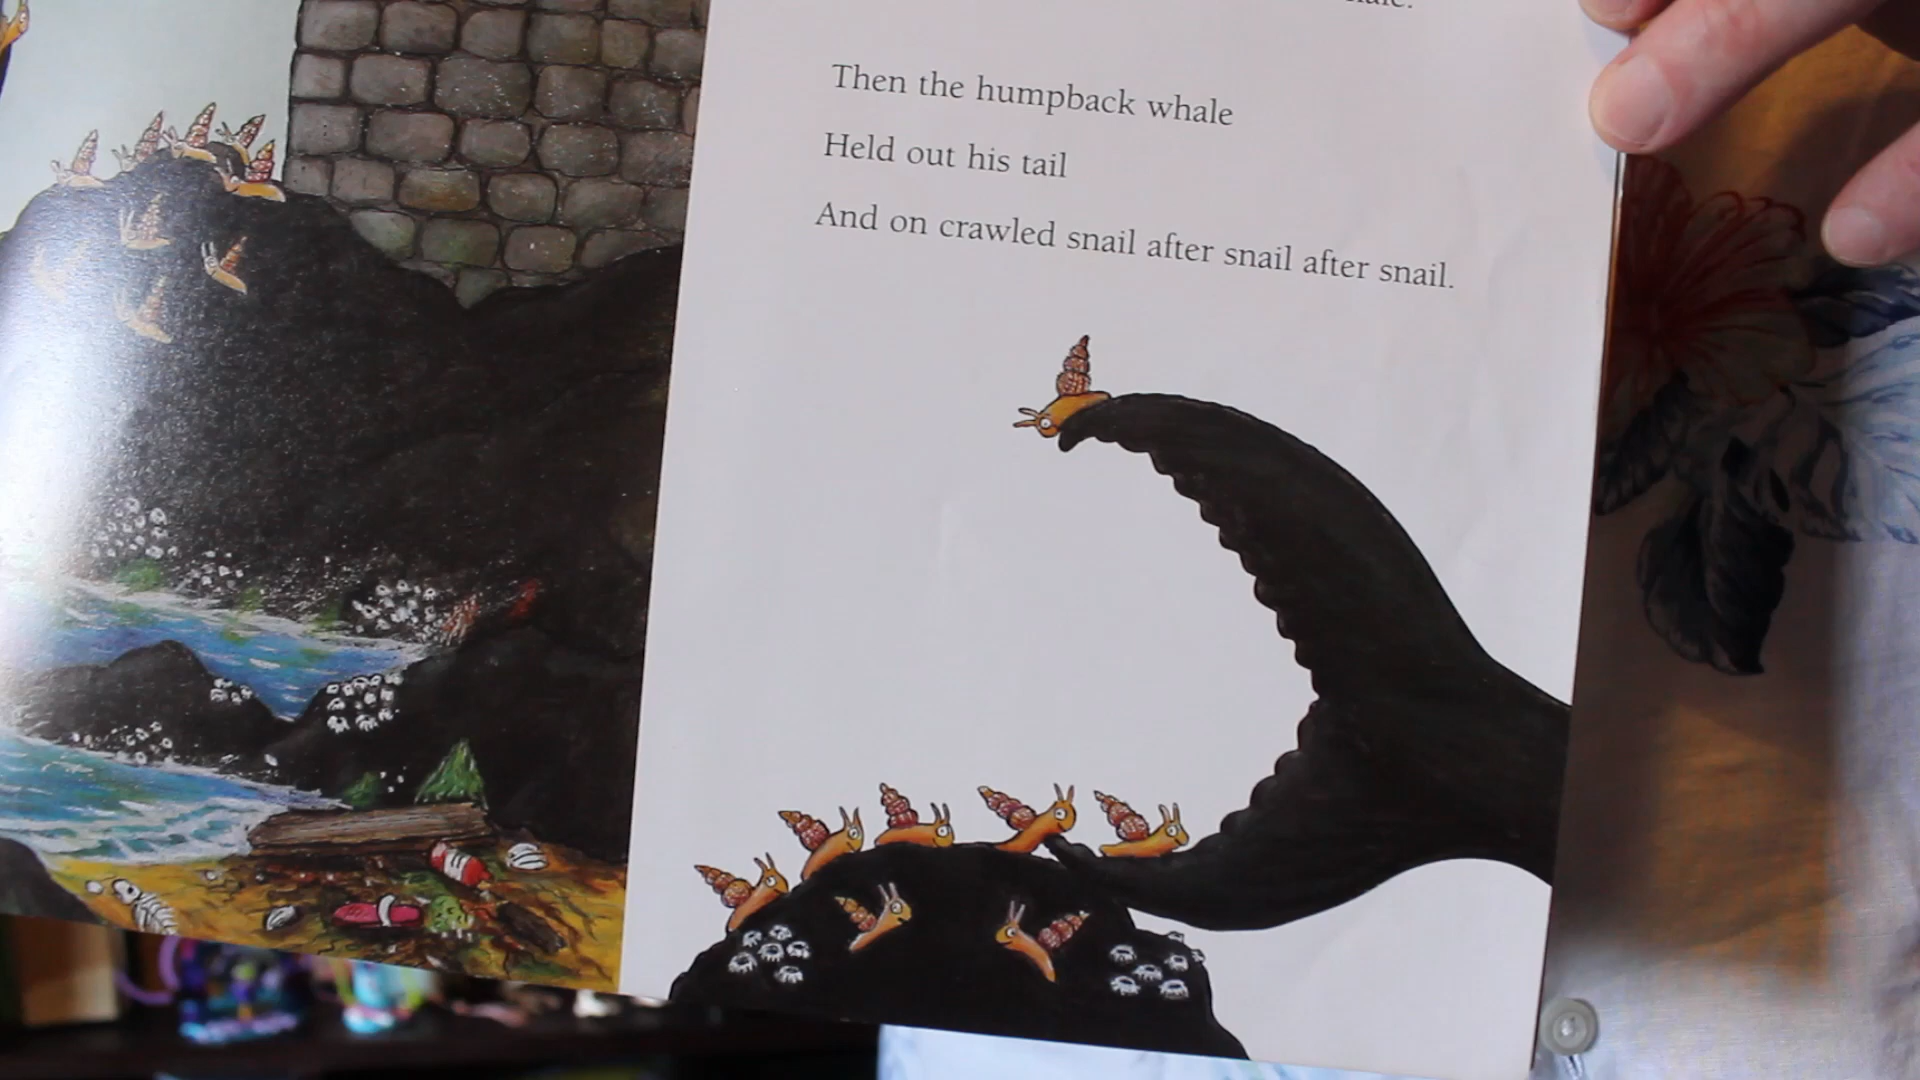 Then the humpback whale
Held out his tail
And on crawled snail after snail after snail.